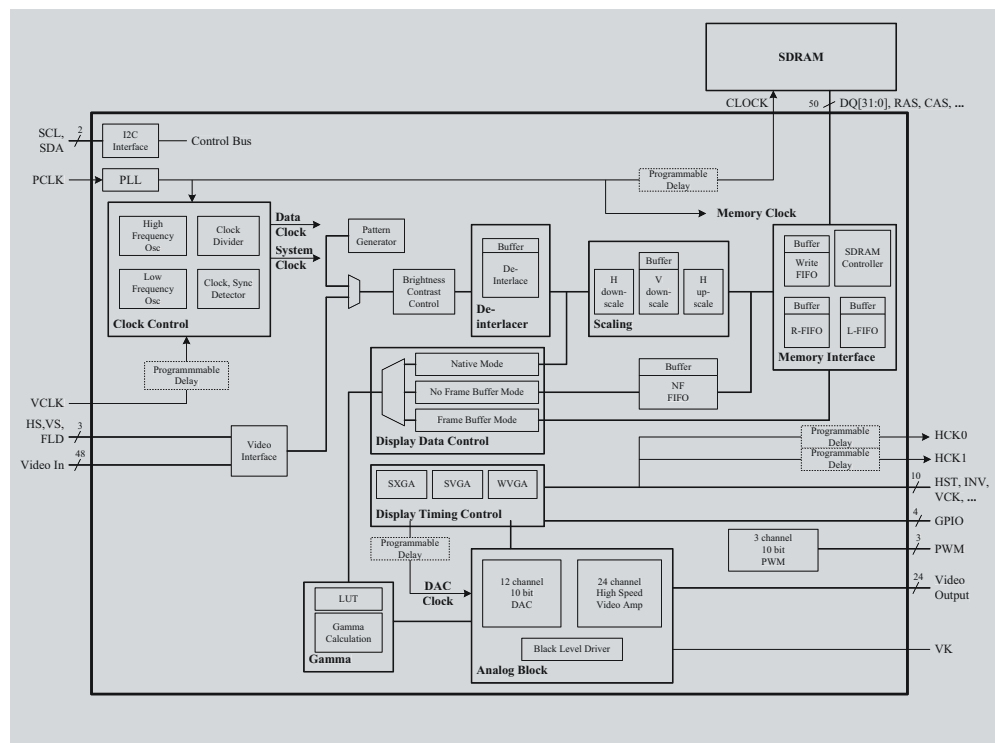 SDRAM
CLOCK
50
DQ[31:0], RAS, CAS, ...
SCL,
SDA
2
I2C
Interface
Control Bus
PCLK
PLL
Programmable
Delay
Memory Clock
High
Frequency
Osc
Clock
Divider
Low
Frequency
Osc
Clock, Sync
Detector
Clock Control
Data
Clock
System
Clock
Pattern
Generator
Brightness
Contrast
Control
Buffer
De-
Interlace
De-
interlacer
H
down-
scale
Buffer
V
down-
scale
H
up-
scale
Scaling
Buffer
Write
FIFO
SDRAM
Controller
Buffer
R-FIFO
Buffer
L-FIFO
Memory Interface
Programmmable
Delay
VCLK
HS,VS,
FLD
3
Video In
48
Video
Interface
Native Mode
No Frame Buffer Mode
Frame Buffer Mode
Display Data Control
Buffer
NF
FIFO
Programmable
Delay
HCK0
Programmable
Delay
HCK1
SXGA
SVGA
WVGA
Display Timing Control
10
HST, INV,
VCK, ...
4
GPIO
3 channel
10 bit
PWM
3
PWM
Programmable
Delay
DAC
Clock
12 channel
10 bit
DAC
24 channel
High Speed
Video Amp
24
Video
Output
Black Level Driver
Analog Block
VK
LUT
Gamma
Calculation
Gamma